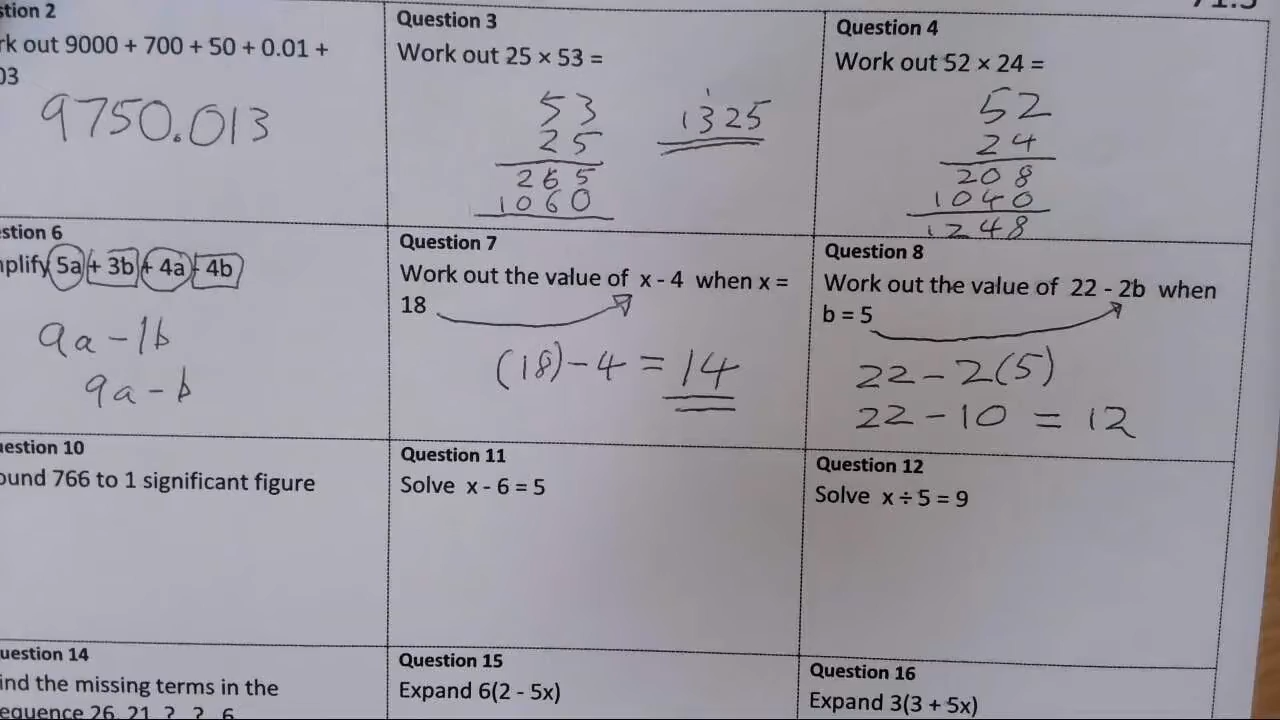 stion 2
rk out 9000 + 700 + 50 + 0.01 +
03
9750.013
Question 3
Work out 25 × 53 =
53
25
265
1060
1325
Question 4
Work out 52 × 24 =
52
24
208
1040
1248
estion 6
nplify 5a + 3b + 4a - 4b
9a - 1b
9a - b
Question 7
Work out the value of x - 4 when x =
18
(18) - 4 = 14
Question 8
Work out the value of 22 - 2b when
b = 5
22 - 2(5)
22 - 10 = 12
uestion 10
ound 766 to 1 significant figure
Question 11
Solve x - 6 = 5
Question 12
Solve x ÷ 5 = 9
uestion 14
ind the missing terms in the
equence 26, 21, ?, ?, 6
Question 15
Expand 6(2 - 5x)
Question 16
Expand 3(3 + 5x)